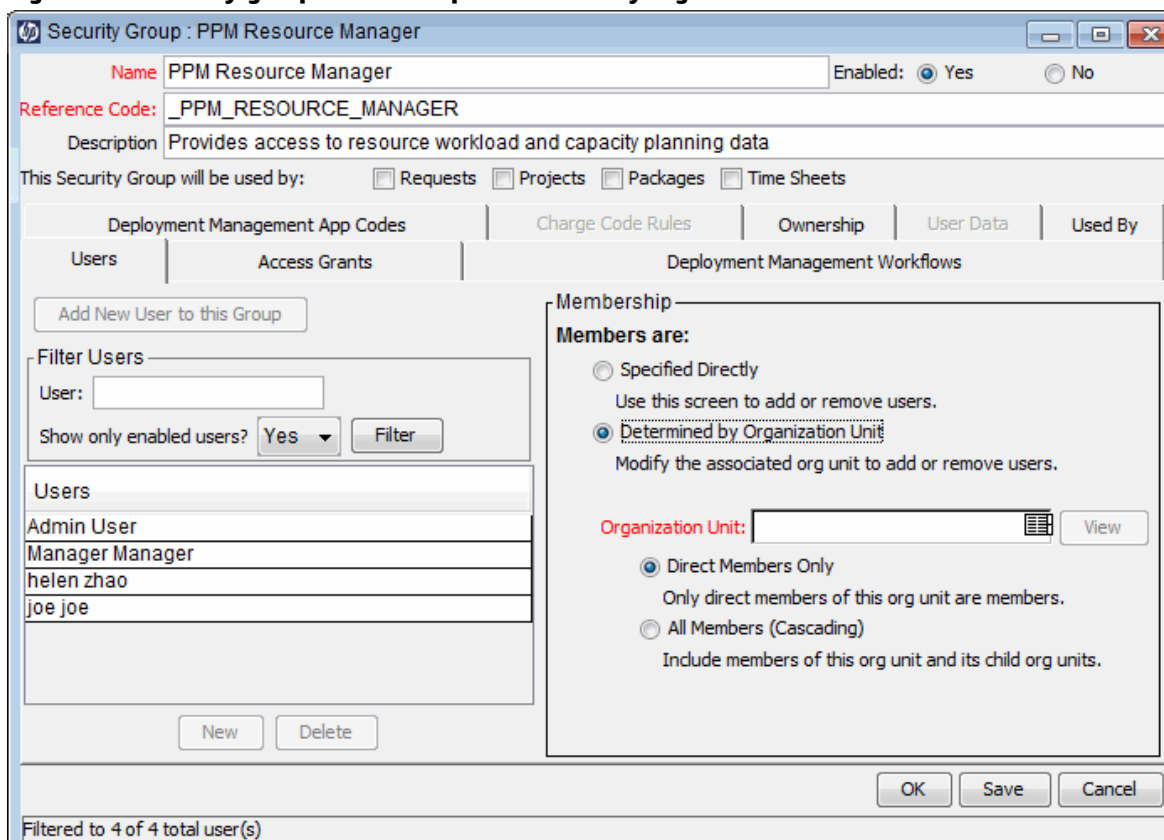 Security Group : PPM Resource Manager
Name PPM Resource Manager Enabled: Yes No
Reference Code: _PPM_RESOURCE_MANAGER
Description Provides access to resource workload and capacity planning data
This Security Group will be used by: Requests Projects Packages Time Sheets
Deployment Management App Codes Charge Code Rules Ownership User Data Used By
Users Access Grants Deployment Management Workflows
Add New User to this Group
Filter Users
User:
Show only enabled users? Yes Filter
Users
Admin User
Manager Manager
helen zhao
joe joe
New Delete
Membership
Members are:
Specified Directly
Use this screen to add or remove users.
Determined by Organization Unit
Modify the associated org unit to add or remove users.
Organization Unit: View
Direct Members Only
Only direct members of this org unit are members.
All Members (Cascading)
Include members of this org unit and its child org units.
OK Save Cancel
Filtered to 4 of 4 total user(s)